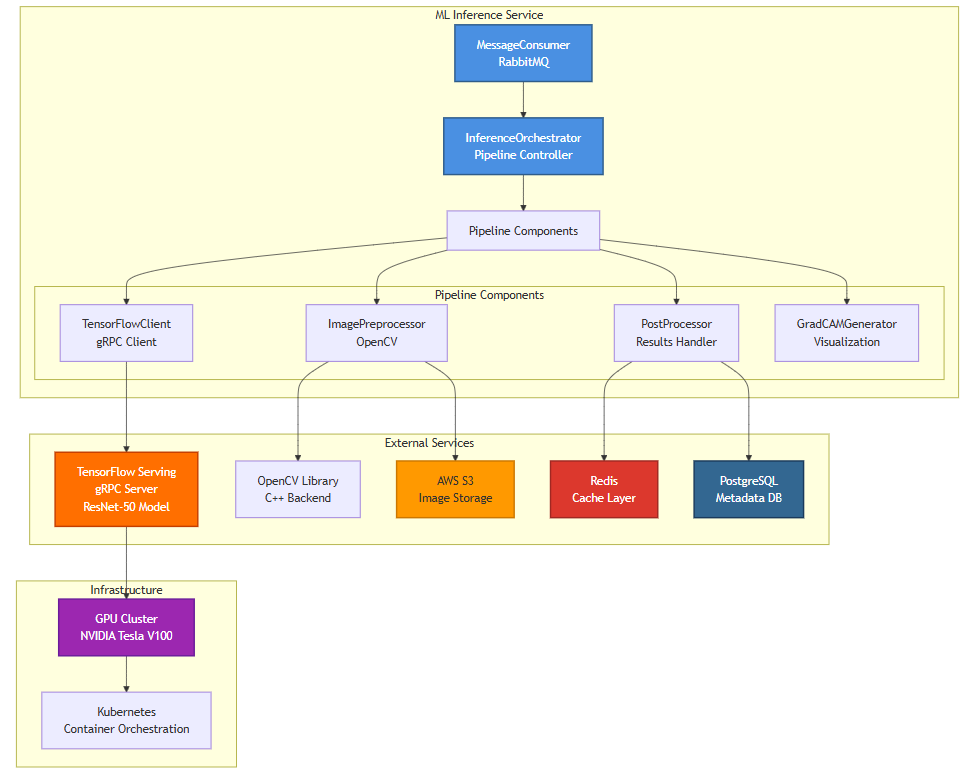 ML Inference Service
MessageConsumer
RabbitMQ
InferenceOrchestrator
Pipeline Controller
Pipeline Components
Pipeline Components
TensorFlowClient
gRPC Client
ImagePreprocessor
OpenCV
PostProcessor
Results Handler
GradCAMGenerator
Visualization
External Services
TensorFlow Serving
gRPC Server
ResNet-50 Model
OpenCV Library
C++ Backend
AWS S3
Image Storage
Redis
Cache Layer
PostgreSQL
Metadata DB
Infrastructure
GPU Cluster
NVIDIA Tesla V100
Kubernetes
Container Orchestration